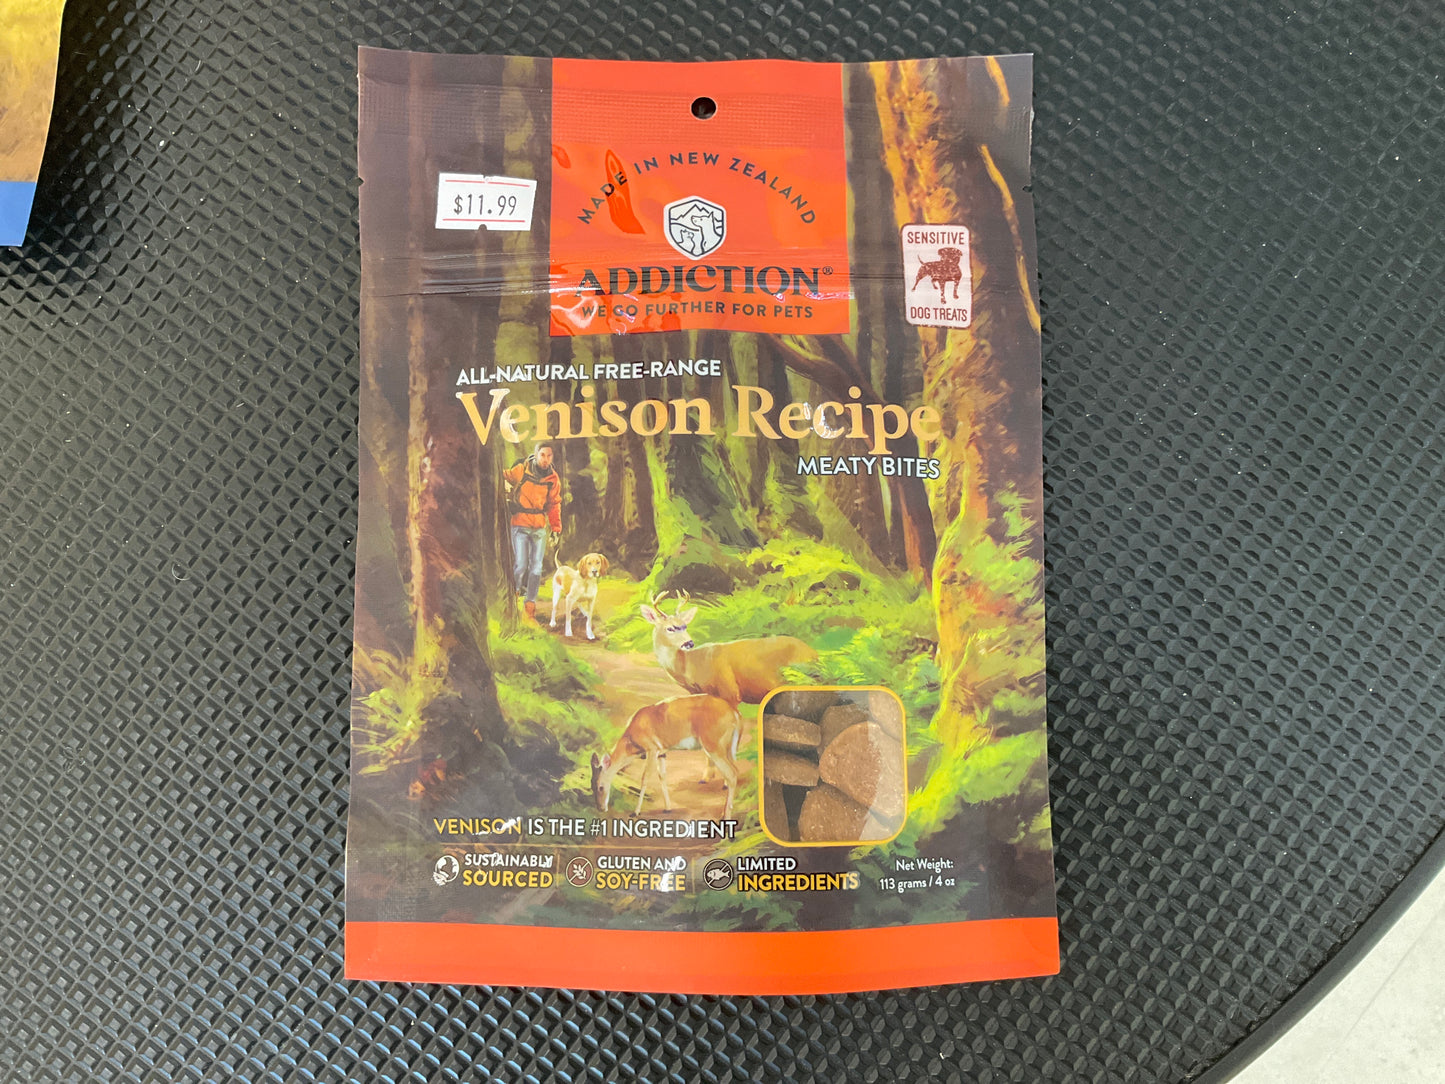 $11.99
MADE IN NEW ZEALAND
ADDICTION®
WE GO FURTHER FOR PETS
SENSITIVE
DOG TREATS
ALL-NATURAL FREE-RANGE
Venison Recipe
MEATY BITES
VENISON IS THE #1 INGREDIENT
SUSTAINABLY
SOURCED
GLUTEN AND
SOY-FREE
LIMITED
INGREDIENTS
Net Weight:
113 grams / 4 oz